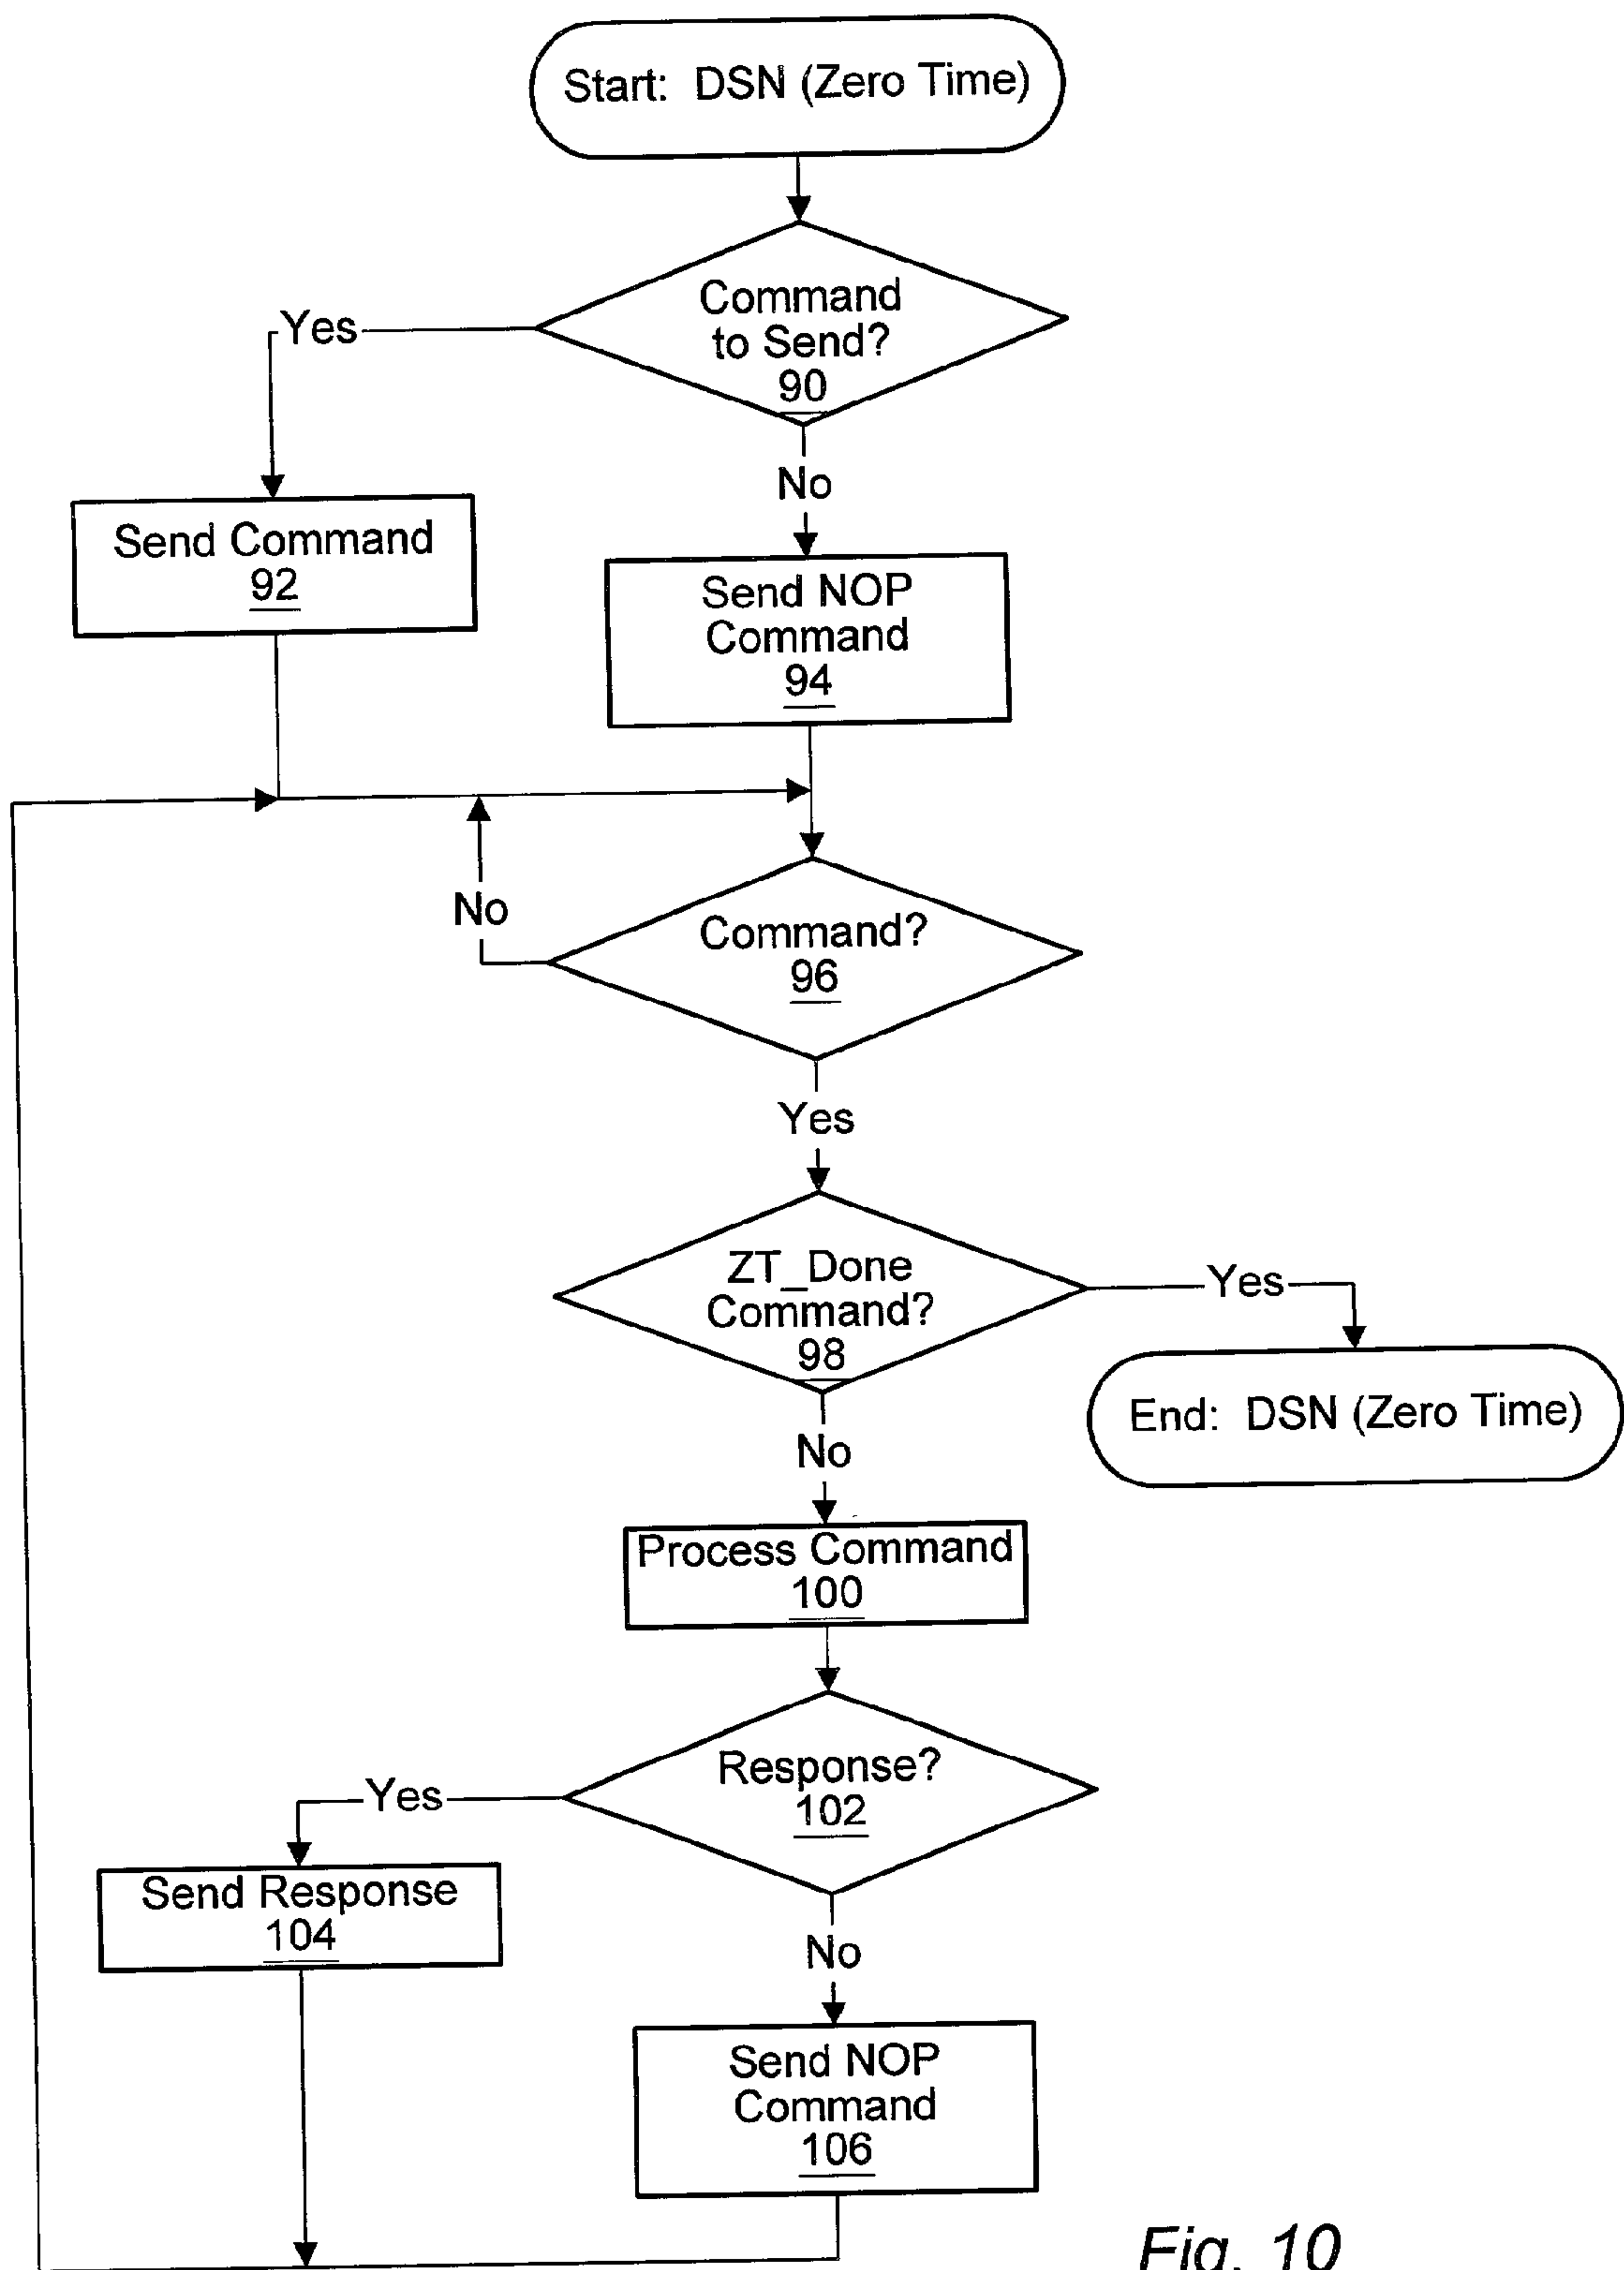 Start: DSN (Zero Time)
Command
to Send?
90
Yes
No
Send Command
92
Send NOP
Command
94
No
Command?
96
Yes
ZT_Done
Command?
98
Yes
End: DSN (Zero Time)
No
Process Command
100
Response?
102
Yes
Send Response
104
No
Send NOP
Command
106
Fig. 10